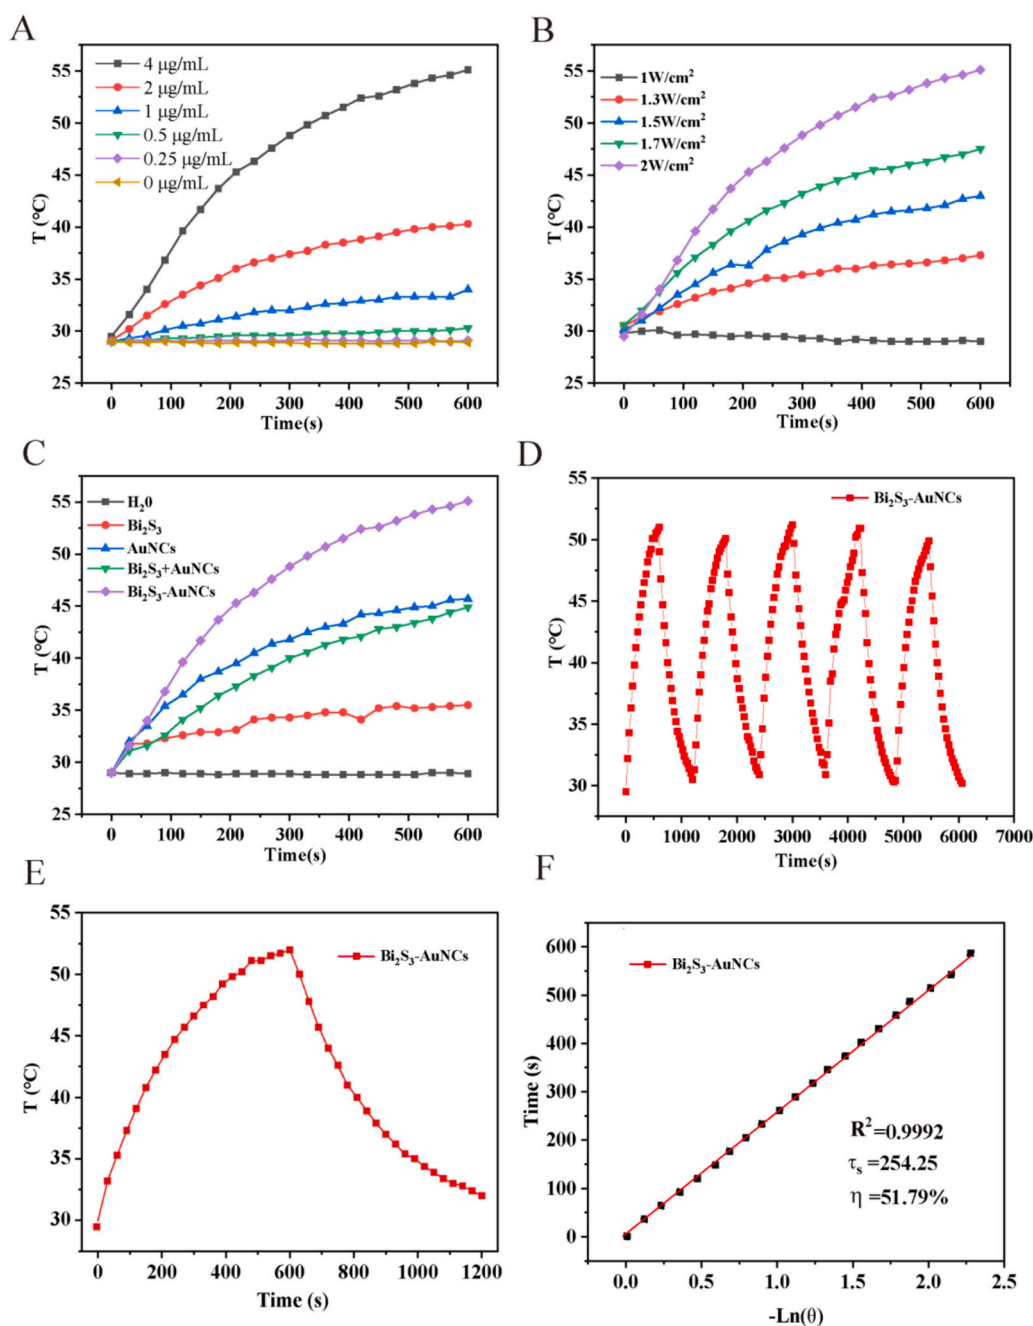 A
4 μg/mL
2 μg/mL
1 μg/mL
0.5 μg/mL
0.25 μg/mL
0 μg/mL
55
50
45
40
35
30
25
T (℃)
0 100 200 300 400 500 600
Time(s)
B
1W/cm²
1.3W/cm²
1.5W/cm²
1.7W/cm²
2W/cm²
55
50
45
40
35
30
25
T (℃)
0 100 200 300 400 500 600
Time(s)
C
H₂0
Bi₂S₃
AuNCs
Bi₂S₃+AuNCs
Bi₂S₃-AuNCs
55
50
45
40
35
30
25
T (℃)
0 100 200 300 400 500 600
Time(s)
D
Bi₂S₃-AuNCs
50
45
40
35
30
T (℃)
0 1000 2000 3000 4000 5000 6000 7000
Time(s)
E
Bi₂S₃-AuNCs
55
50
45
40
35
30
T (℃)
0 200 400 600 800 1000 1200
Time (s)
F
Bi₂S₃-AuNCs
600
500
400
300
200
100
0
Time (s)
R²=0.9992
τₛ =254.25
η =51.79%
0.0 0.5 1.0 1.5 2.0 2.5
-Ln(θ)